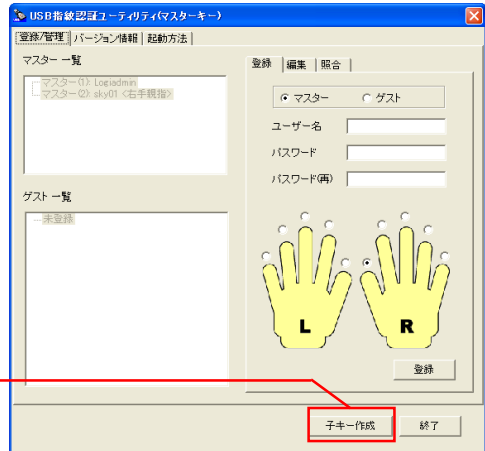 USB指紋認証ユーティリティ(マスターキー)
登録/管理 バージョン情報 起動方法
マスター 一覧
マスター(1): Logiadmin
マスター(2): sky01 <右手親指>
ゲスト 一覧
未登録
登録 編集 照合
マスター ゲスト
ユーザー名
パスワード
パスワード(再)
L R
登録
子キー作成 終了